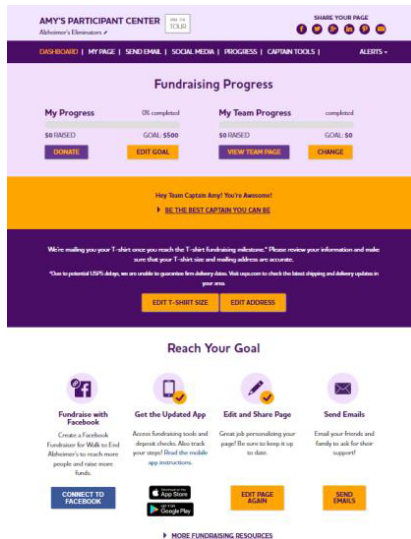 AMY'S PARTICIPANT CENTER
TOUR
SHARE YOUR PAGE
Alzheimer's Eliminators
DASHBOARD | MY PAGE | SEND EMAIL | SOCIAL MEDIA | PROGRESS | CAPTAIN TOOLS | ALERTS
Fundraising Progress
My Progress 0% completed
My Team Progress completed
$0 RAISED GOAL: $500
$0 RAISED GOAL: $0
DONATE EDIT GOAL
VIEW TEAM PAGE CHANGE
Hey Team Captain Amy! You're Awesome!
BE THE BEST CAPTAIN YOU CAN BE
We're mailing you your T-shirt once you reach the T-shirt fundraising milestone.* Please review your information and make
sure that your T-shirt size and mailing address are accurate.
*Due to potential USPS delays, we are unable to guarantee firm delivery dates. Visit usps.com to check the latest shipping and delivery updates in
your area.
EDIT T-SHIRT SIZE EDIT ADDRESS
Reach Your Goal
Fundraise with
Facebook
Create a Facebook
Fundraiser for Walk to End
Alzheimer's to reach more
people and raise more
funds.
CONNECT TO
FACEBOOK
Get the Updated App
Access fundraising tools and
deposit checks. Also track
your steps! Read the mobile
app instructions.
App Store
Google Play
Edit and Share Page
Great job personalizing your
page! Be sure to keep it up
to date.
EDIT PAGE
AGAIN
Send Emails
Email your friends and
family to ask for their
support!
SEND
EMAILS
MORE FUNDRAISING RESOURCES